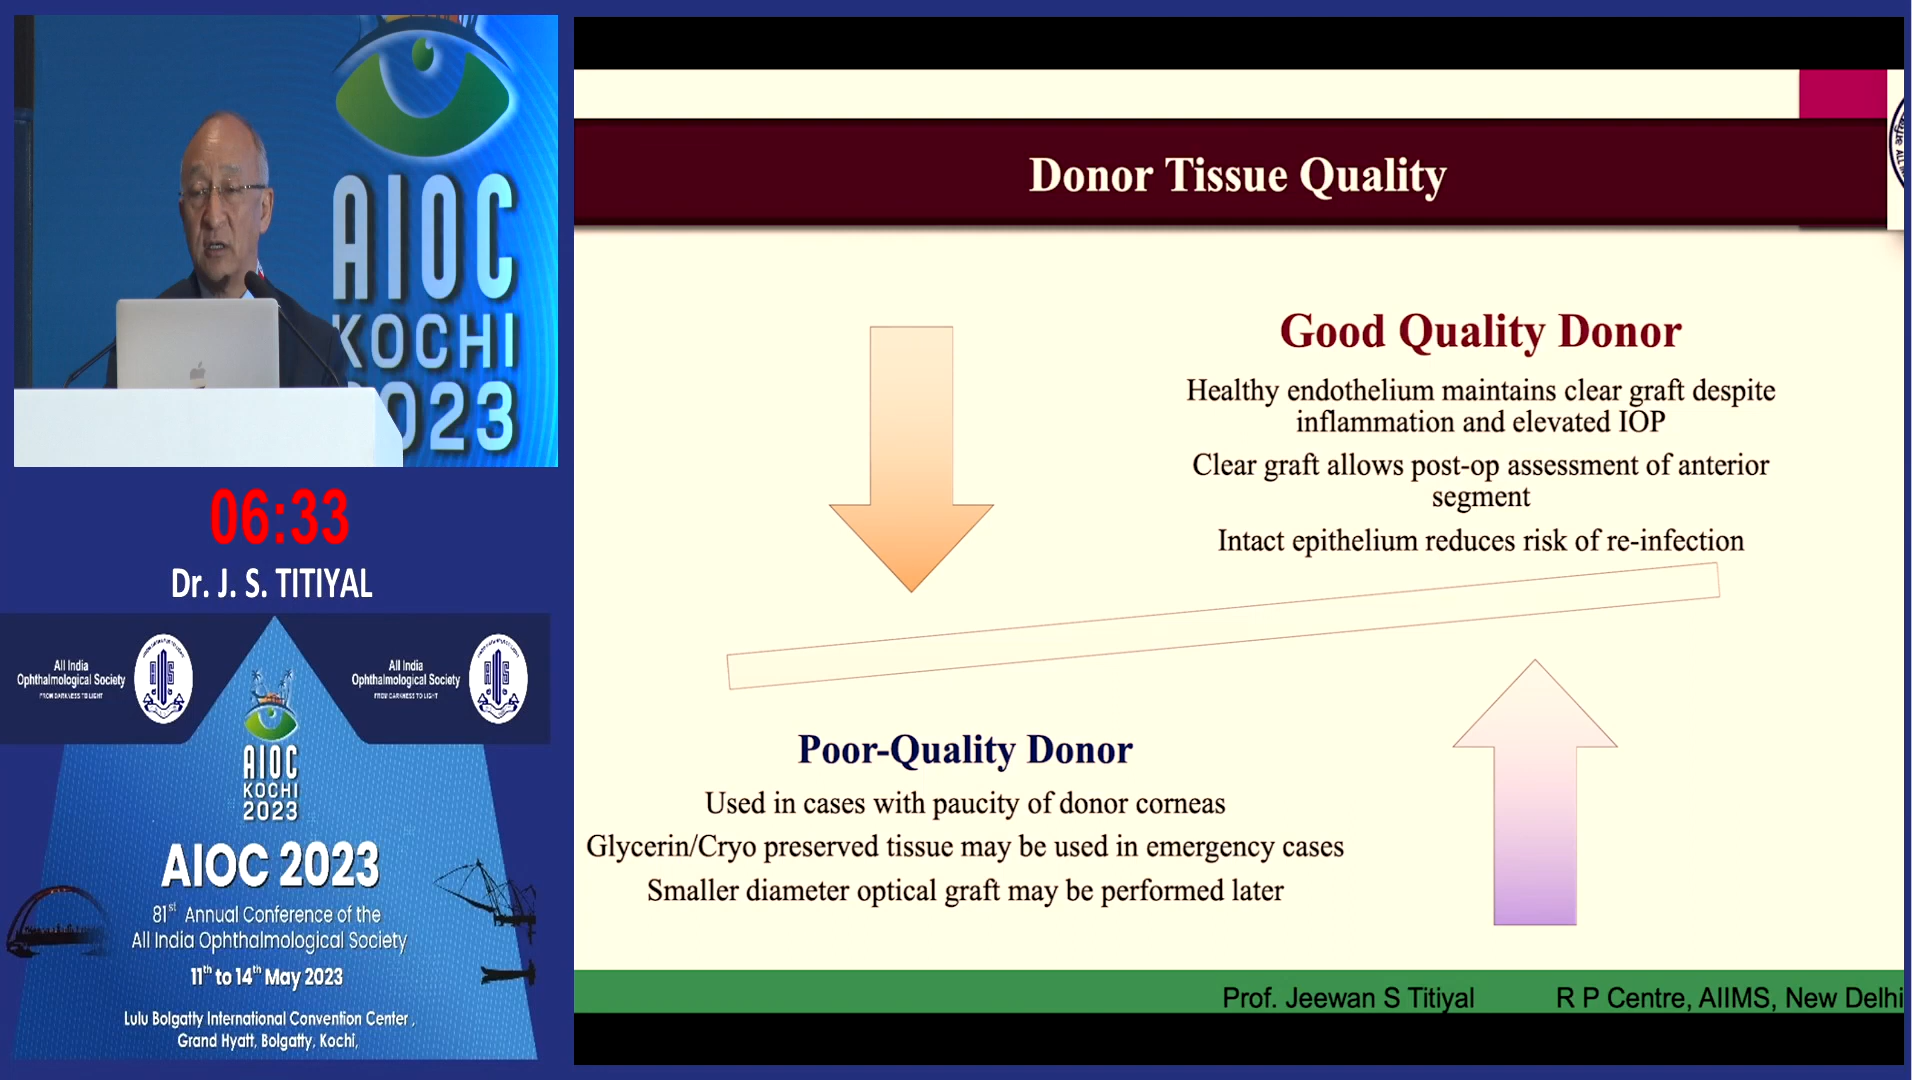 AIOC
KOCHI
2023
06:33
Dr. J. S. TITIYAL
All India
Ophthalmological Society
FROM DARKNESS TO LIGHT
All India
Ophthalmological Society
FROM DARKNESS TO LIGHT
AIOC
KOCHI
2023
AIOC 2023
81st Annual Conference of the
All India Ophthalmological Society
11th to 14th May 2023
Lulu Bolgatty International Convention Center ,
Grand Hyatt, Bolgatty, Kochi,
Donor Tissue Quality
Good Quality Donor
Healthy endothelium maintains clear graft despite
inflammation and elevated IOP
Clear graft allows post-op assessment of anterior
segment
Intact epithelium reduces risk of re-infection
Poor-Quality Donor
Used in cases with paucity of donor corneas
Glycerin/Cryo preserved tissue may be used in emergency cases
Smaller diameter optical graft may be performed later
Prof. Jeewan S Titiyal
R P Centre, AIIMS, New Delhi